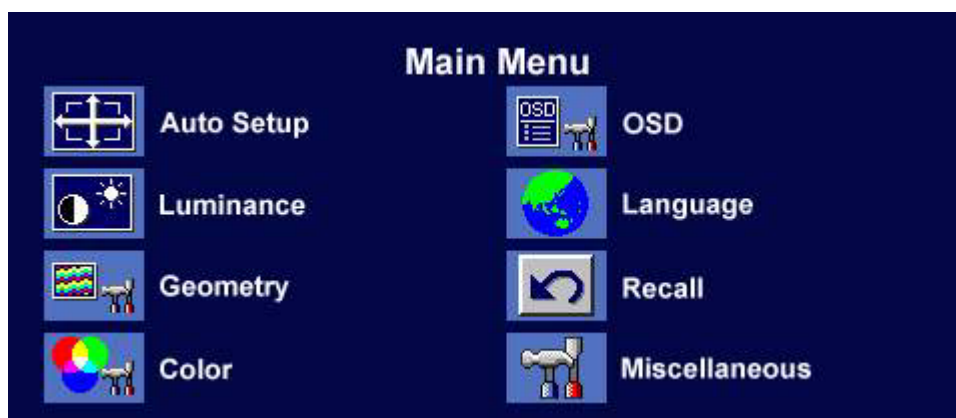 Main Menu
Auto Setup
OSD
OSD
Luminance
Language
Geometry
Recall
Color
Miscellaneous